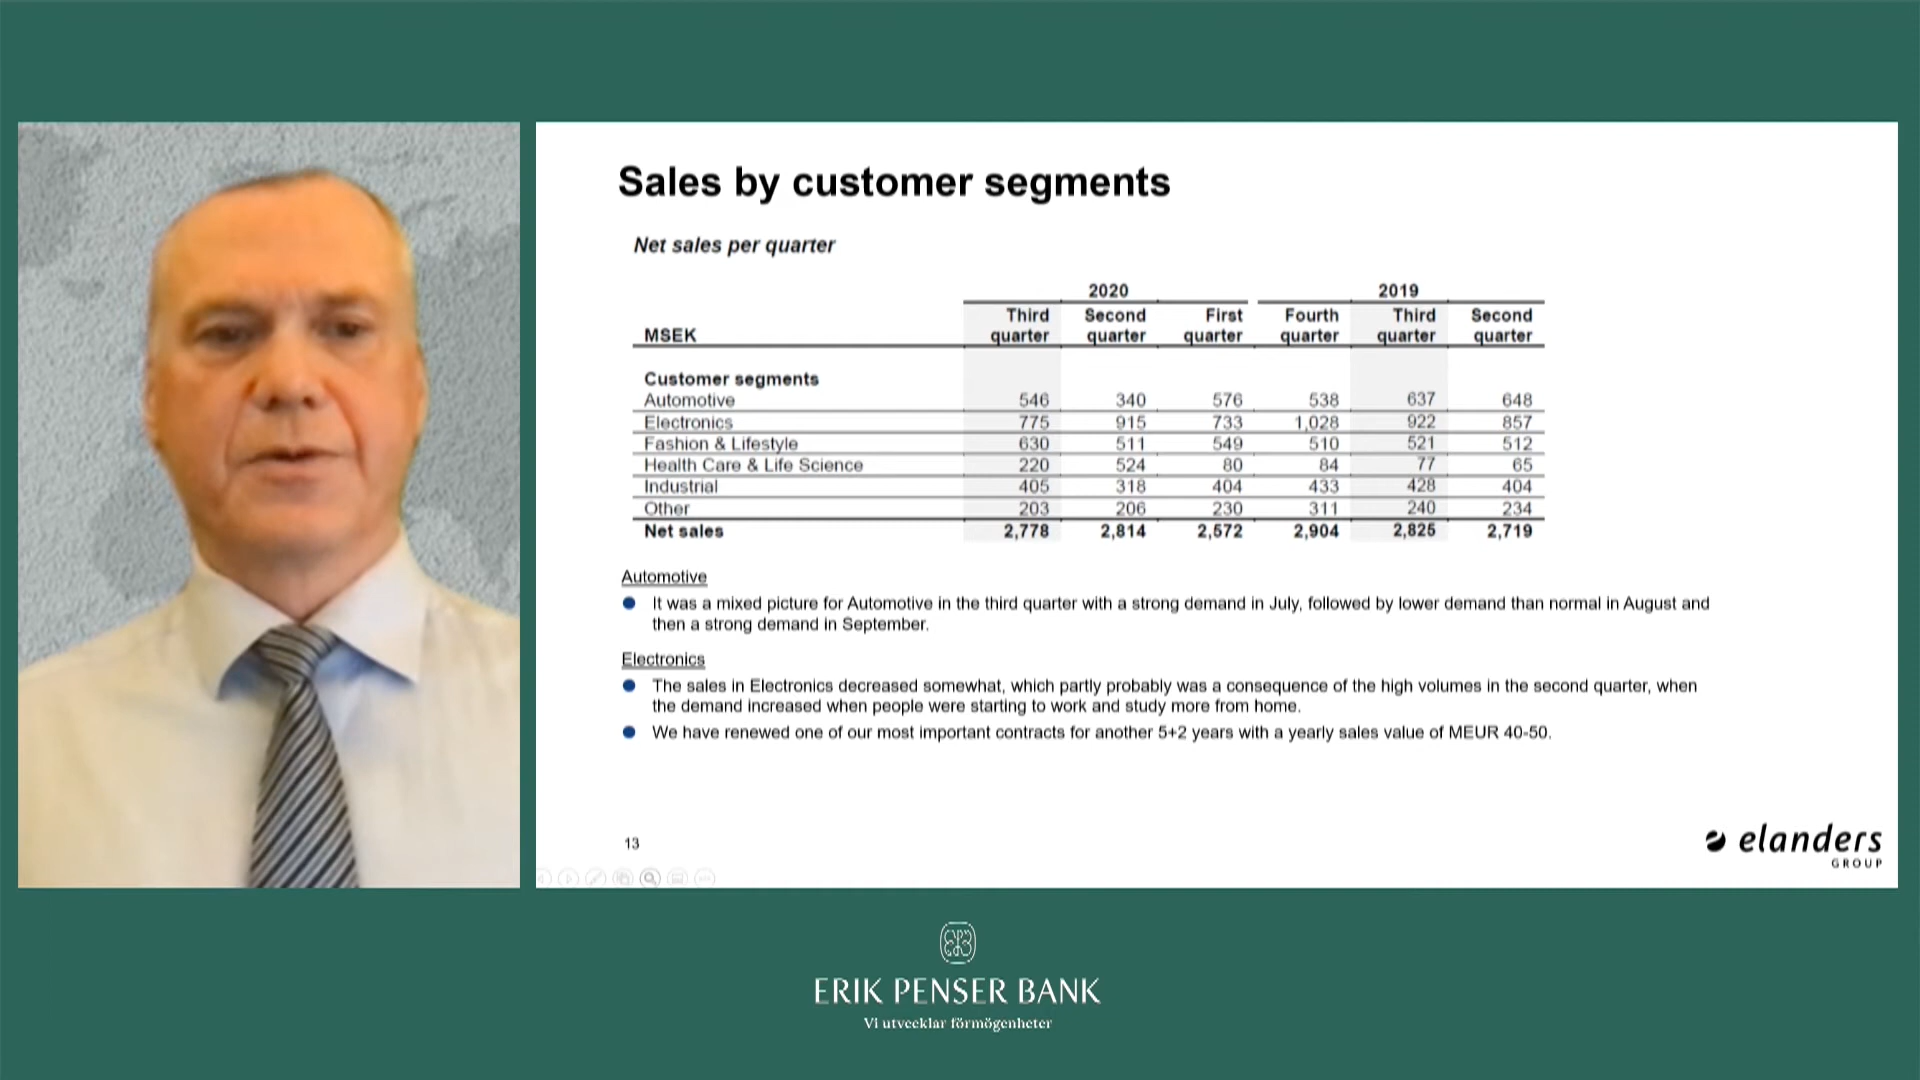 Sales by customer segments
Net sales per quarter
2020 2019
Third Second First Fourth Third Second
MSEK quarter quarter quarter quarter quarter quarter
Customer segments
Automotive 546 340 576 538 637 648
Electronics 775 915 733 1,028 922 857
Fashion & Lifestyle 630 511 549 510 521 512
Health Care & Life Science 220 524 80 84 77 65
Industrial 405 318 404 433 428 404
Other 203 206 230 311 240 234
Net sales 2,778 2,814 2,572 2,904 2,825 2,719
Automotive
It was a mixed picture for Automotive in the third quarter with a strong demand in July, followed by lower demand than normal in August and
then a strong demand in September.
Electronics
The sales in Electronics decreased somewhat, which partly probably was a consequence of the high volumes in the second quarter, when
the demand increased when people were starting to work and study more from home.
We have renewed one of our most important contracts for another 5+2 years with a yearly sales value of MEUR 40-50.
13
elanders
GROUP
ERIK PENSER BANK
Vi utvecklar förmögenheter